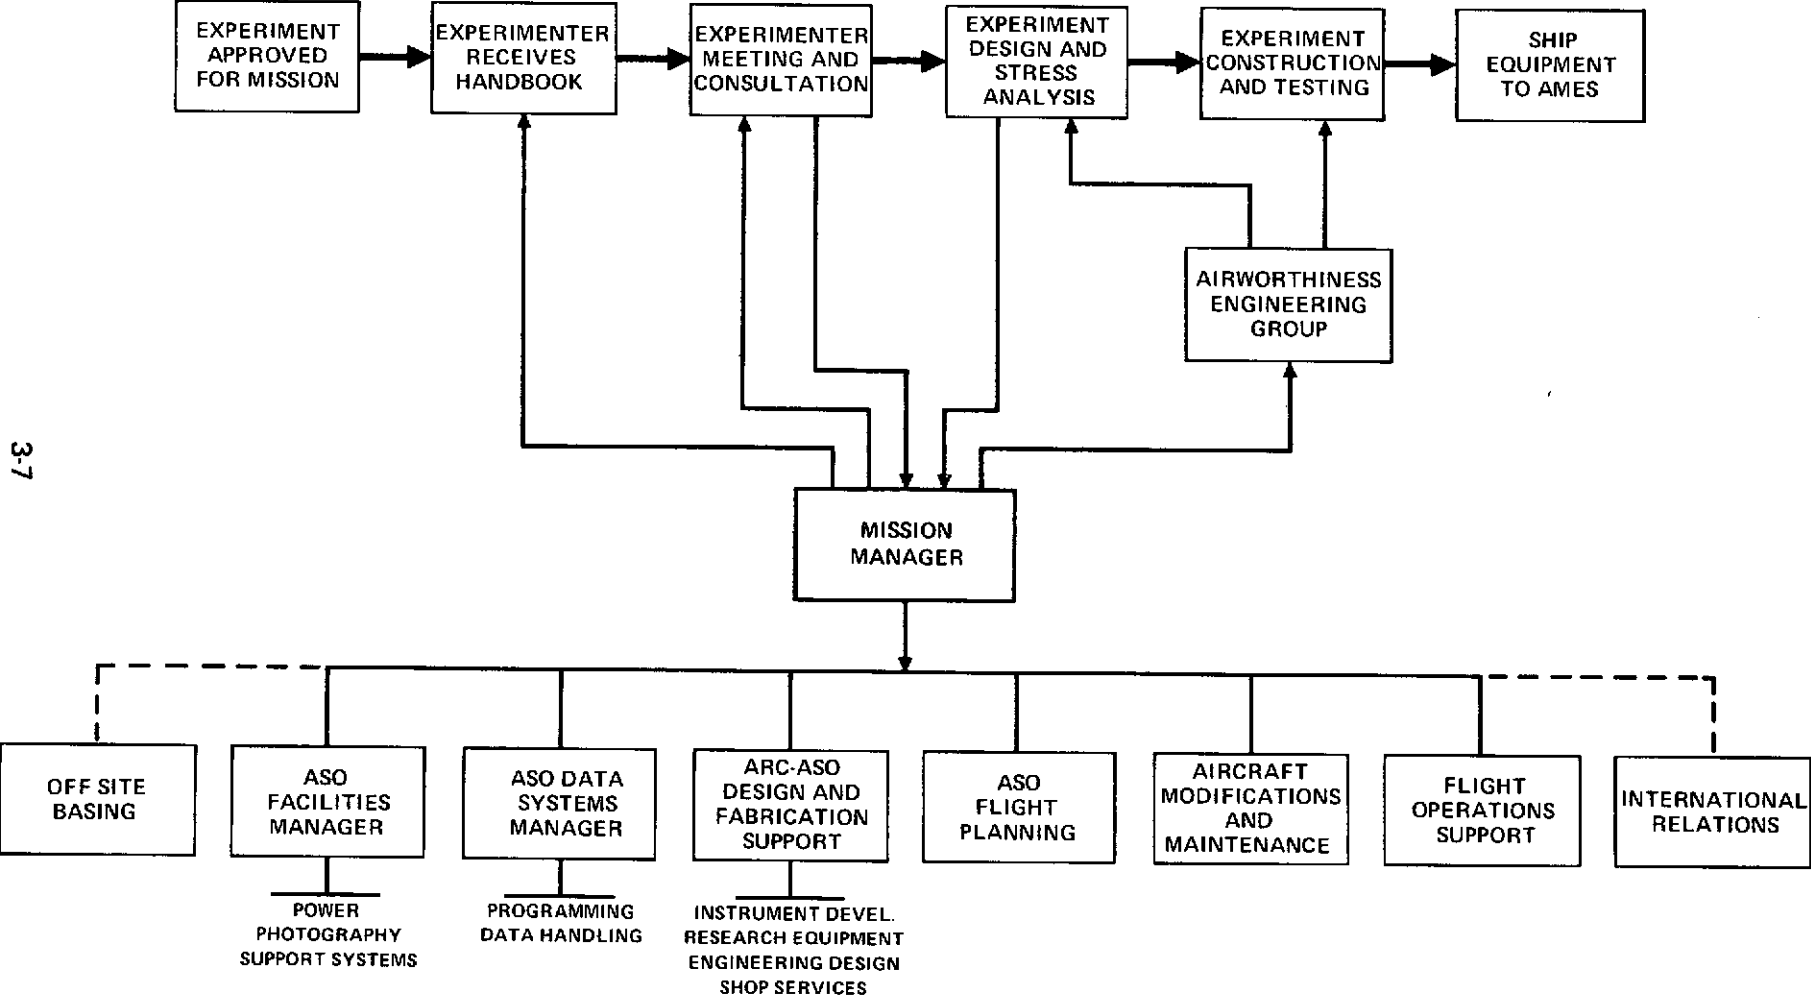 EXPERIMENT
APPROVED
FOR MISSION
EXPERIMENTER
RECEIVES
HANDBOOK
EXPERIMENTER
MEETING AND
CONSULTATION
EXPERIMENT
DESIGN AND
STRESS
ANALYSIS
EXPERIMENT
CONSTRUCTION
AND TESTING
SHIP
EQUIPMENT
TO AMES
AIRWORTHINESS
ENGINEERING
GROUP
3-7
MISSION
MANAGER
OFF SITE
BASING
ASO
FACILITIES
MANAGER
ASO DATA
SYSTEMS
MANAGER
ARC-ASO
DESIGN AND
FABRICATION
SUPPORT
ASO
FLIGHT
PLANNING
AIRCRAFT
MODIFICATIONS
AND
MAINTENANCE
FLIGHT
OPERATIONS
SUPPORT
INTERNATIONAL
RELATIONS
POWER
PHOTOGRAPHY
SUPPORT SYSTEMS
PROGRAMMING
DATA HANDLING
INSTRUMENT DEVEL.
RESEARCH EQUIPMENT
ENGINEERING DESIGN
SHOP SERVICES